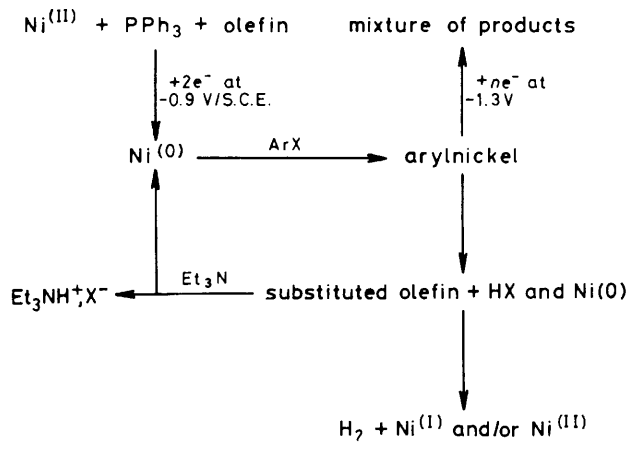 Ni(II) + PPh3 + olefin
mixture of products
+2e- at
-0.9 V/S.C.E.
+ne- at
-1.3 V
Ni(0)
ArX
arylnickel
Et3N
Et3NH+,X-
substituted olefin + HX and Ni(0)
H2 + Ni(I) and/or Ni(II)